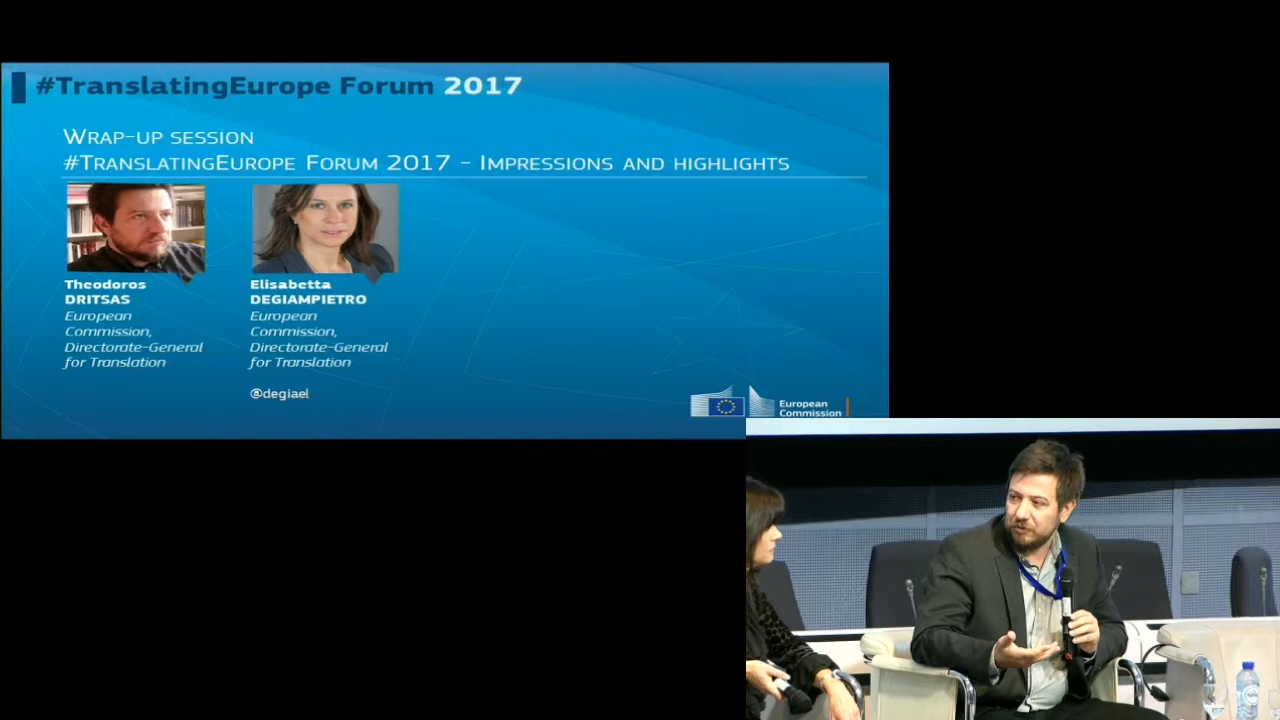 #TranslatingEurope Forum 2017
WRAP-UP SESSION
#TRANSLATINGEUROPE FORUM 2017 - IMPRESSIONS AND HIGHLIGHTS
Theodoros
DRITSAS
European
Commission,
Directorate-General
for Translation
Elisabetta
DEGIAMPIETRO
European
Commission,
Directorate-General
for Translation
@degiael
European
Commission